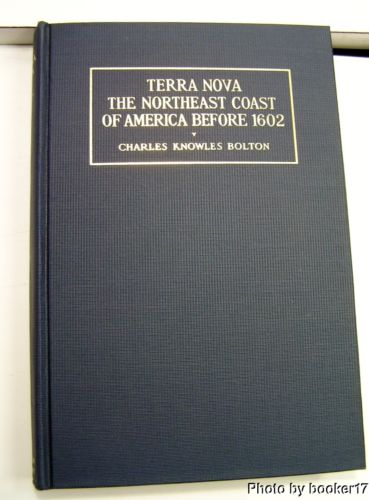 TERRA NOVA
THE NORTHEAST COAST
OF AMERICA BEFORE 1602
CHARLES KNOWLES BOLTON
Photo by booker17